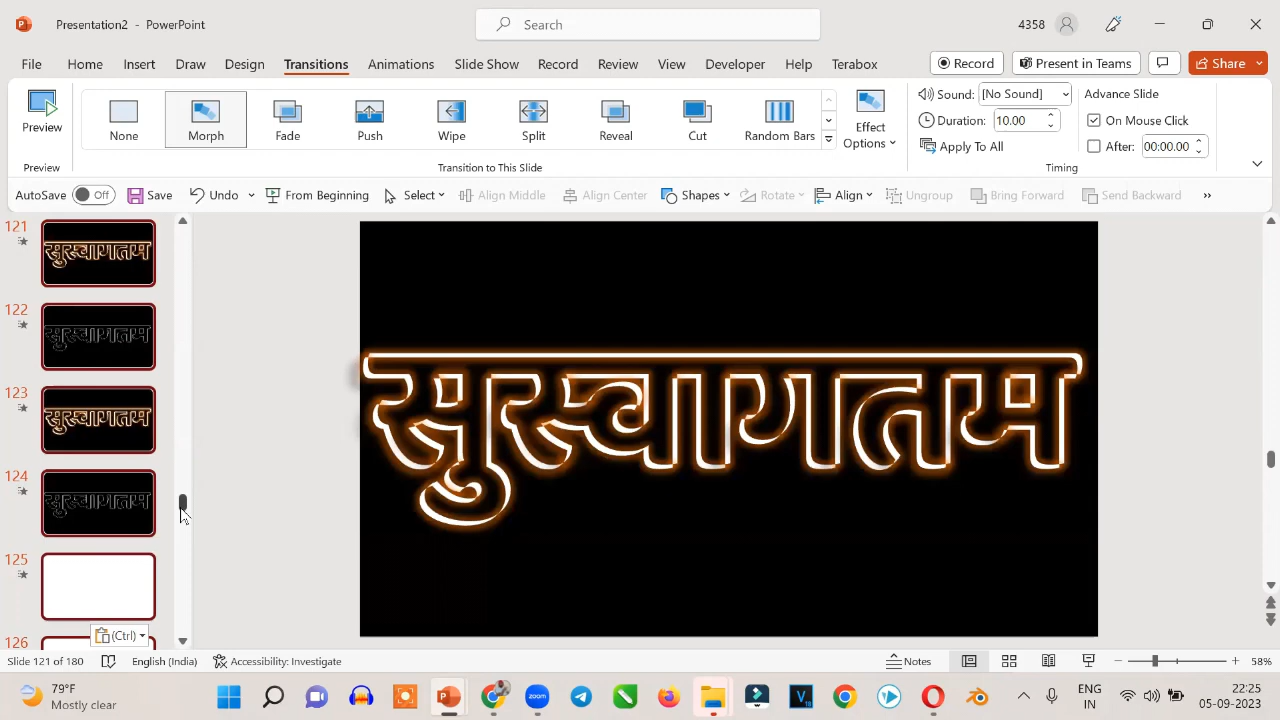 Presentation2 - PowerPoint
Search
4358
File Home Insert Draw Design Transitions Animations Slide Show Record Review View Developer Help Terabox
Record Present in Teams Share
Preview
None Morph Fade Push Wipe Split Reveal Cut Random Bars
Effect Options
Sound: [No Sound]
Duration: 10.00
Apply To All
Advance Slide
On Mouse Click
After: 00:00.00
Preview Transition to This Slide Timing
AutoSave Off Save Undo From Beginning Select Align Middle Align Center Shapes Rotate Align Ungroup Bring Forward Send Backward
121
सुस्वागतम
122
सुस्वागतम
123
सुस्वागतम
124
सुस्वागतम
125
126
(Ctrl)
सुस्वागतम
Slide 121 of 180 English (India) Accessibility: Investigate Notes 58%
79°F
Mostly clear
zoom
ENG
IN
22:25
05-09-2023